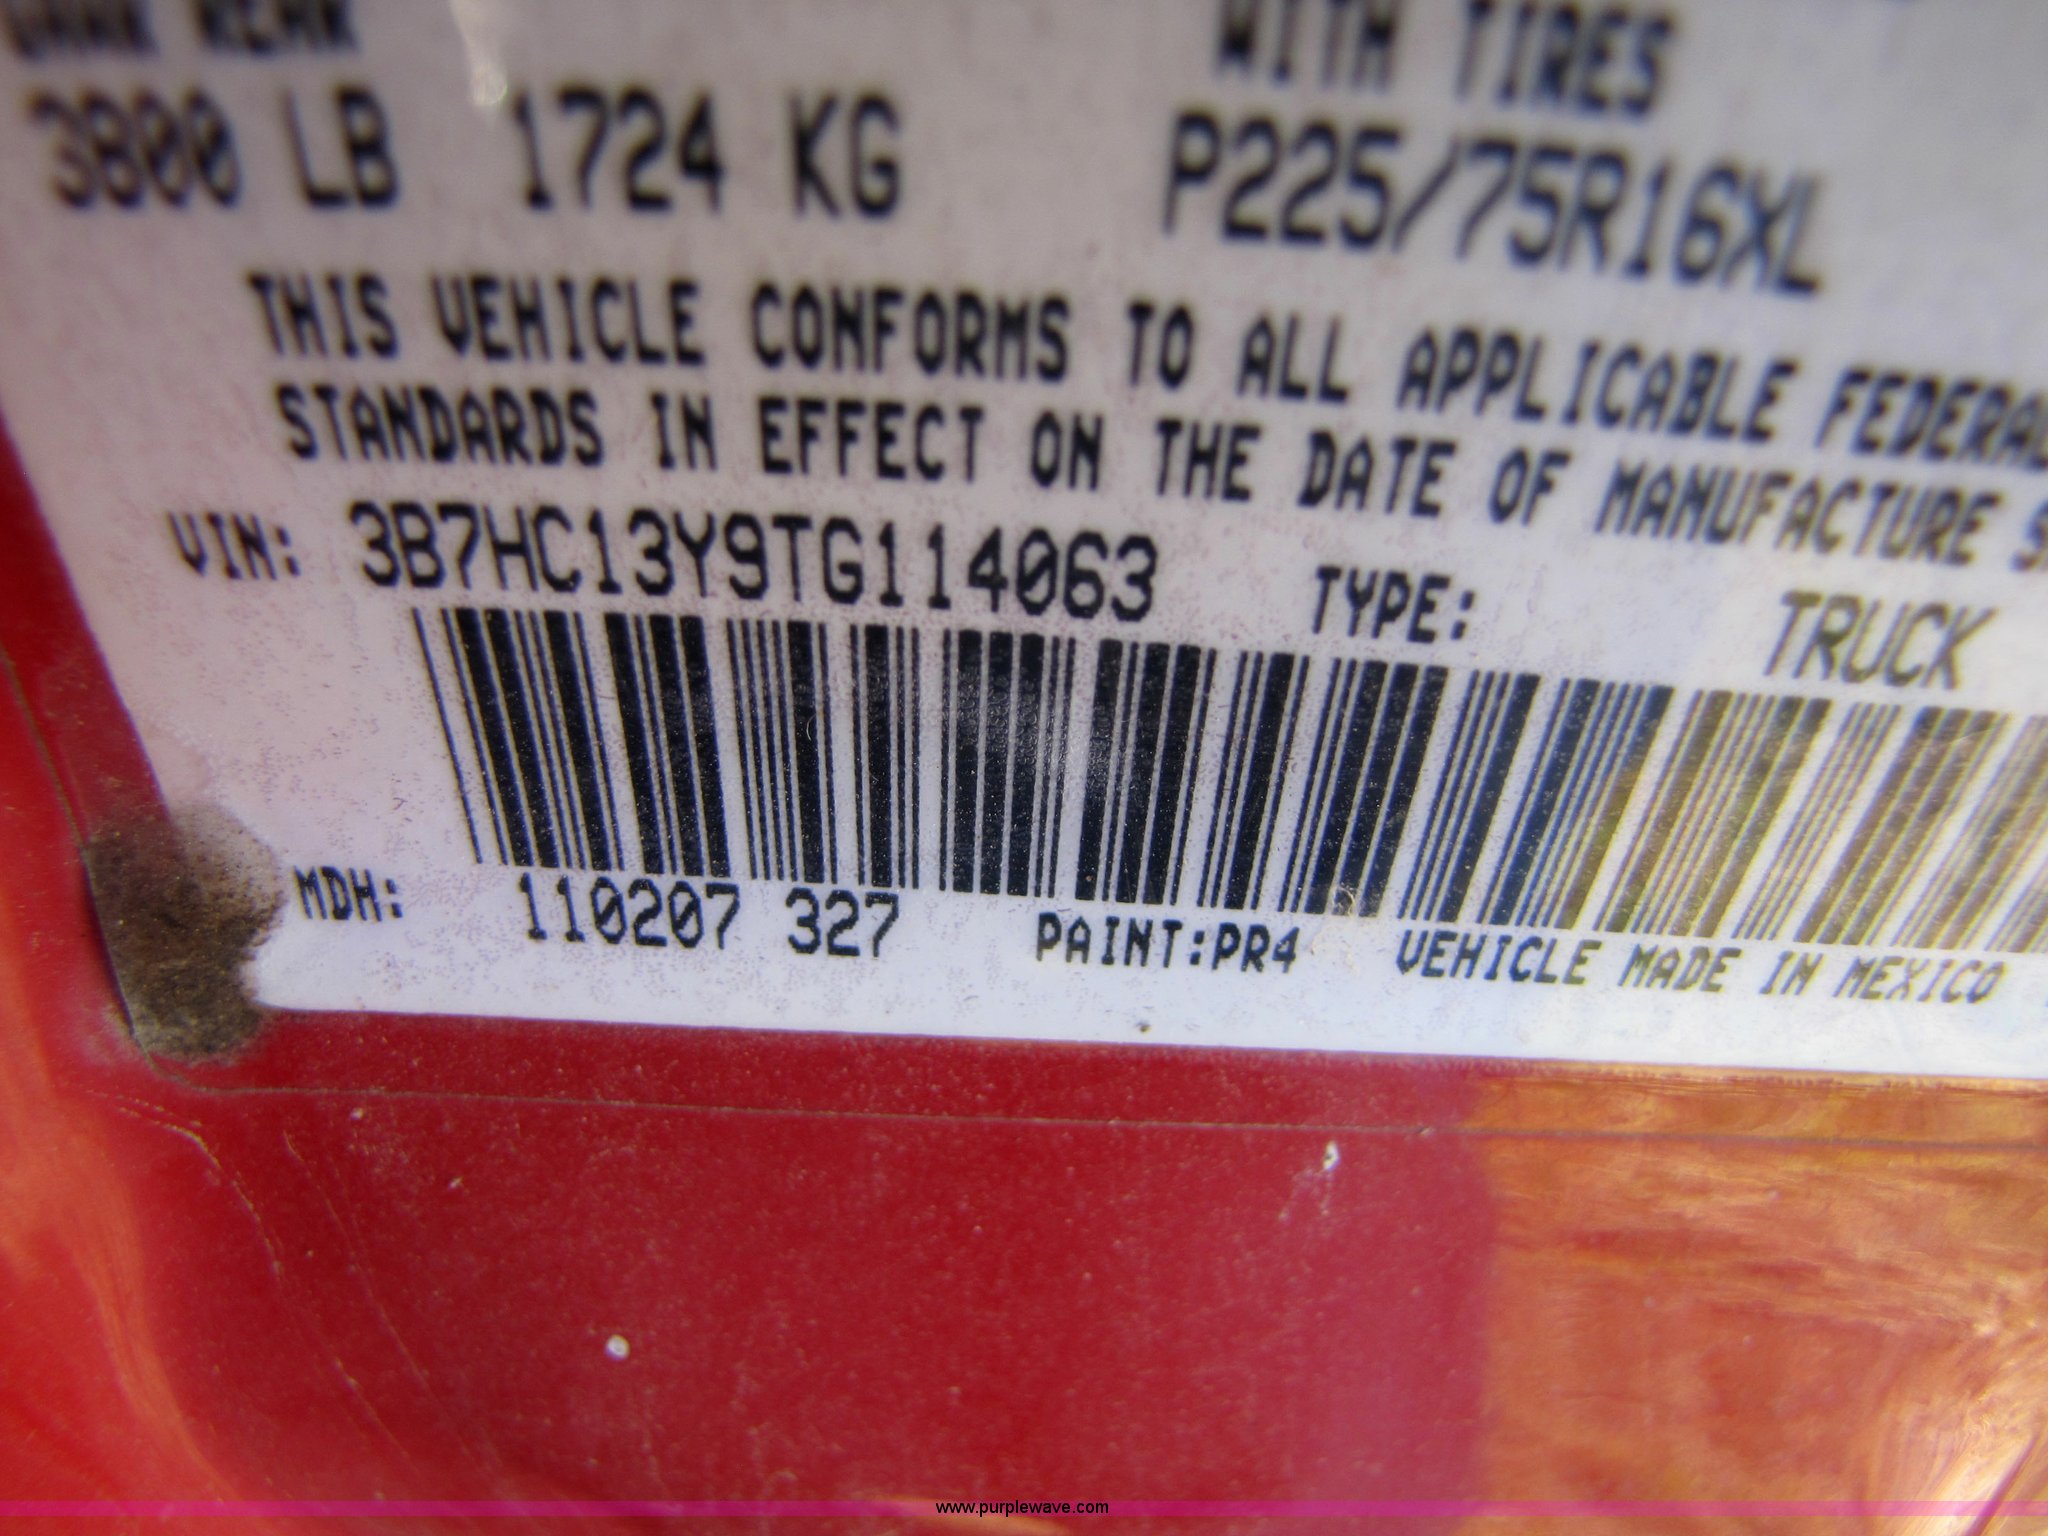 GAWR REAR
WITH TIRES
3800 LB 1724 KG
P225/75R16XL
THIS VEHICLE CONFORMS TO ALL APPLICABLE FEDERAL
STANDARDS IN EFFECT ON THE DATE OF MANUFACTURE S
VIN: 3B7HC13Y9TG114063 TYPE: TRUCK
MDH: 110207 327 PAINT:PR4 VEHICLE MADE IN MEXICO
www.purplewave.com